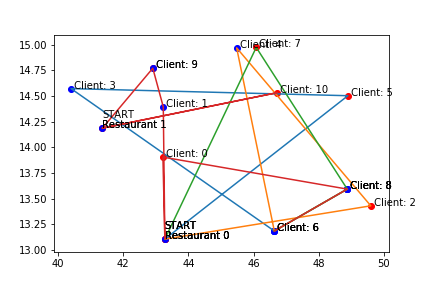 15.00
14.75
14.50
14.25
14.00
13.75
13.50
13.25
13.00
40
42
44
46
48
50
Client: 4
Client: 7
Client: 9
Client: 3
Client: 10
Client: 5
Client: 1
START
Restaurant 1
Client: 0
Client: 8
Client: 2
START
Restaurant 0
Client: 6